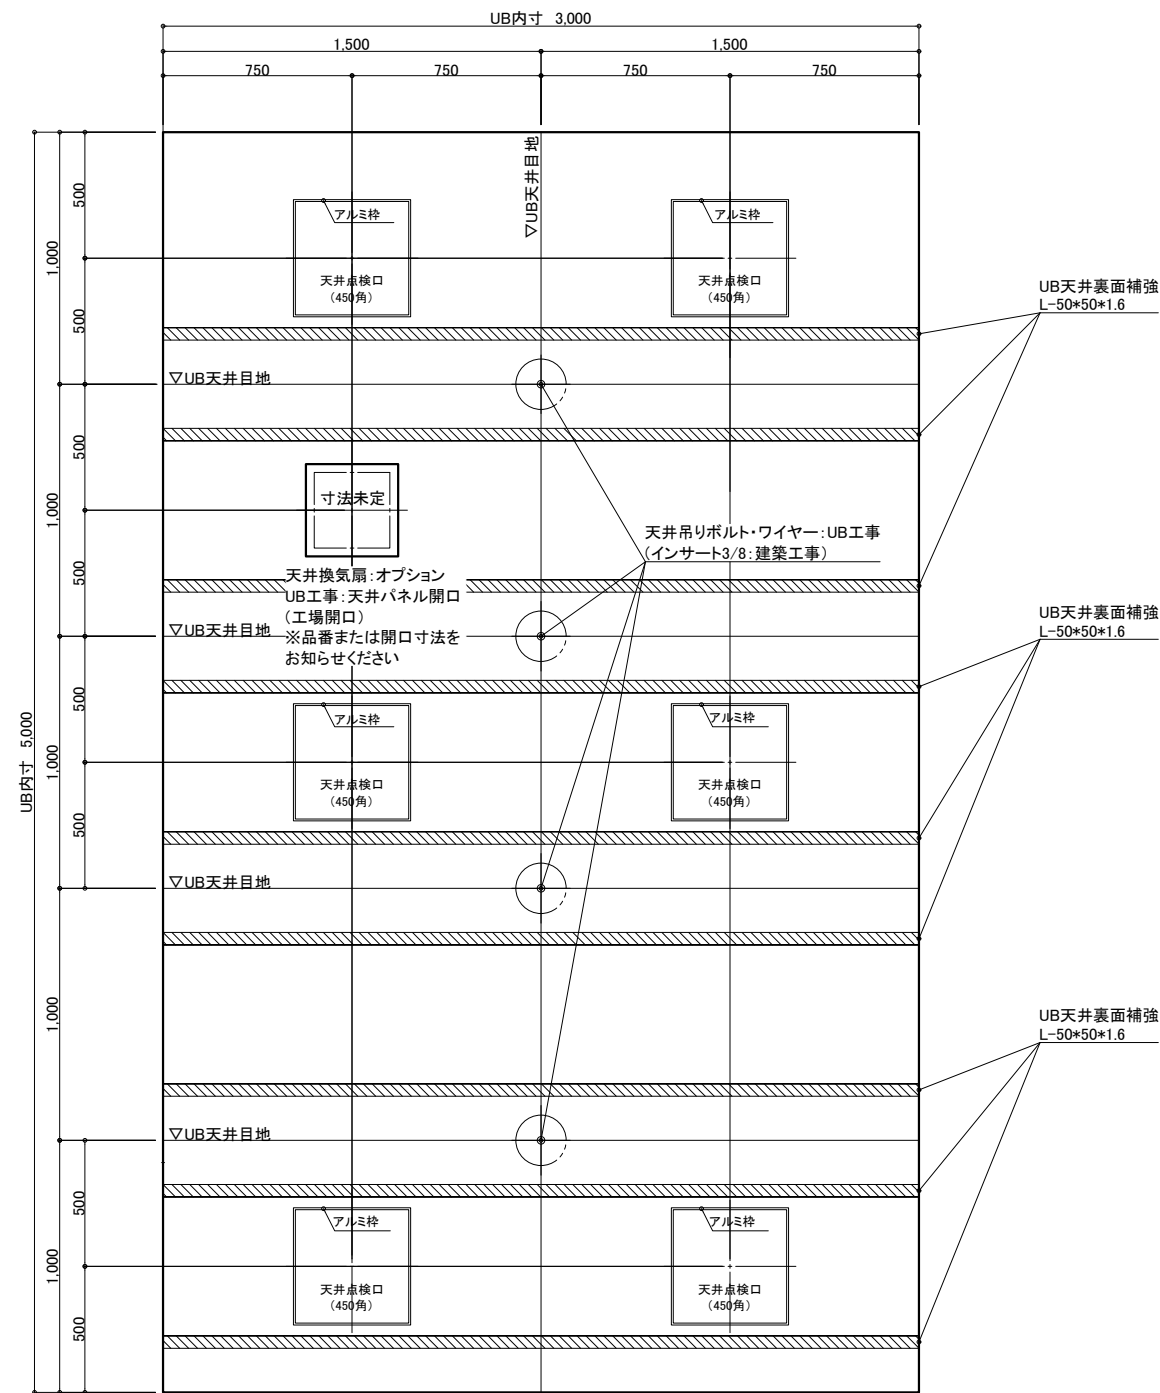 UB内寸 3,000
1,500
1,500
750
750
750
750
▽UB天井目地
500
アルミ枠
アルミ枠
1,000
天井点検口
(450角)
天井点検口
(450角)
UB天井裏面補強
L-50*50*1.6
500
▽UB天井目地
500
寸法未定
1,000
天井吊りボルト・ワイヤー:UB工事
(インサート3/8:建築工事)
500
天井換気扇:オプション
UB工事:天井パネル開口
(工場開口)
※品番または開口寸法を
お知らせください
▽UB天井目地
UB天井裏面補強
L-50*50*1.6
500
アルミ枠
アルミ枠
UB内寸 5,000
1,000
天井点検口
(450角)
天井点検口
(450角)
500
▽UB天井目地
1,000
UB天井裏面補強
L-50*50*1.6
▽UB天井目地
500
アルミ枠
アルミ枠
1,000
天井点検口
(450角)
天井点検口
(450角)
500